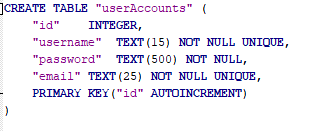 CREATE TABLE "userAccounts" (
"id" INTEGER,
"username" TEXT(15) NOT NULL UNIQUE,
"password" TEXT(500) NOT NULL,
"email" TEXT(25) NOT NULL UNIQUE,
PRIMARY KEY("id" AUTOINCREMENT)
)